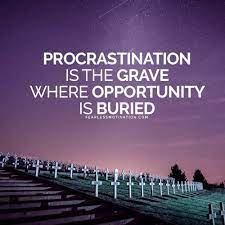 PROCRASTINATION
IS THE GRAVE
WHERE OPPORTUNITY
IS BURIED
FEARLESSMOTIVATION.COM